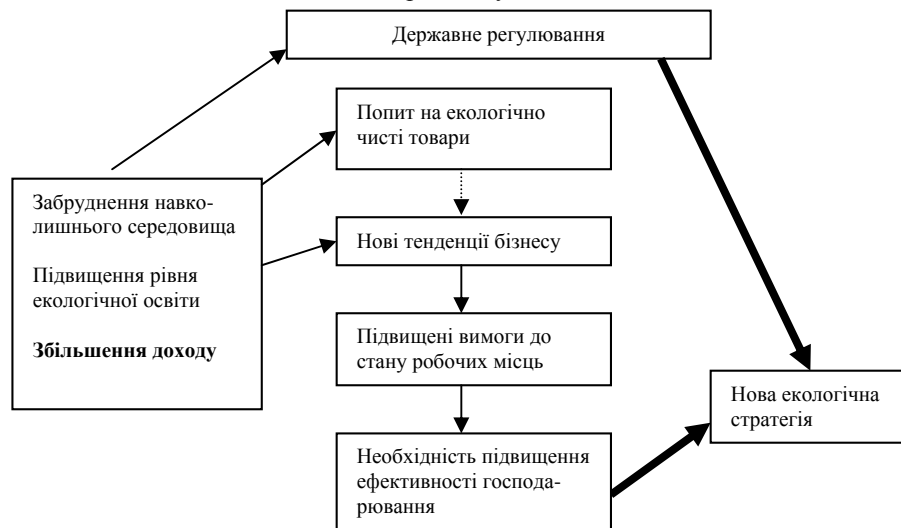 Державне регулювання
Попит на екологічно
чисті товари
Забруднення навко-
лишнього середовища
Підвищення рівня
екологічної освіти
Збільшення доходу
Нові тенденції бізнесу
Підвищені вимоги до
стану робочих місць
Необхідність підвищення
ефективності господа-
рювання
Нова екологічна
стратегія